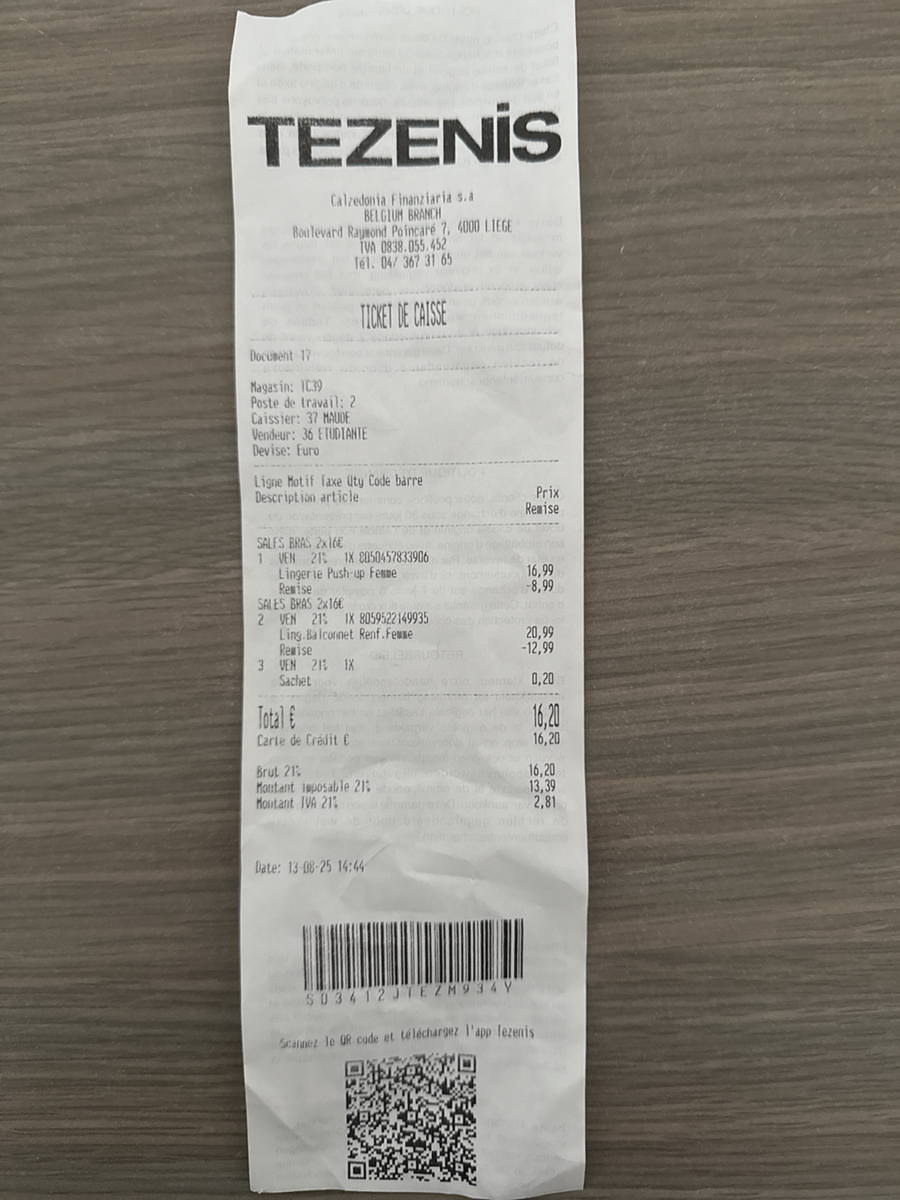 TEZENIS
Calzedonia Finanziaria s.a
BELGIUM BRANCH
Boulevard Raymond Poincaré 7, 4000 LIEGE
TVA 0838.055.452
Tél. 04/ 367 31 65
TICKET DE CAISSE
Document 17
Magasin: TC39
Poste de travail: 2
Caissier: 37 MAUDE
Vendeur: 36 ETUDIANTE
Devise: Euro
Ligne Motif Taxe Qty Code barre
Description article Prix
Remise
SALES BRAS 2x16€
1 VEN 21% 1X 8050457833906
Lingerie Push-up Femme 16,99
Remise -8,99
SALES BRAS 2x16€
2 VEN 21% 1X 8059522149935
Ling.Balconnet Renf.Femme 20,99
Remise -12,99
3 VEN 21% 1X
Sachet 0,20
Total € 16,20
Carte de Crédit € 16,20
Brut 21% 16,20
Montant imposable 21% 13,39
Montant TVA 21% 2,81
Date: 13-08-25 14:44
S03412JTEZM934Y
Scannez le QR code et téléchargez l'app Tezenis